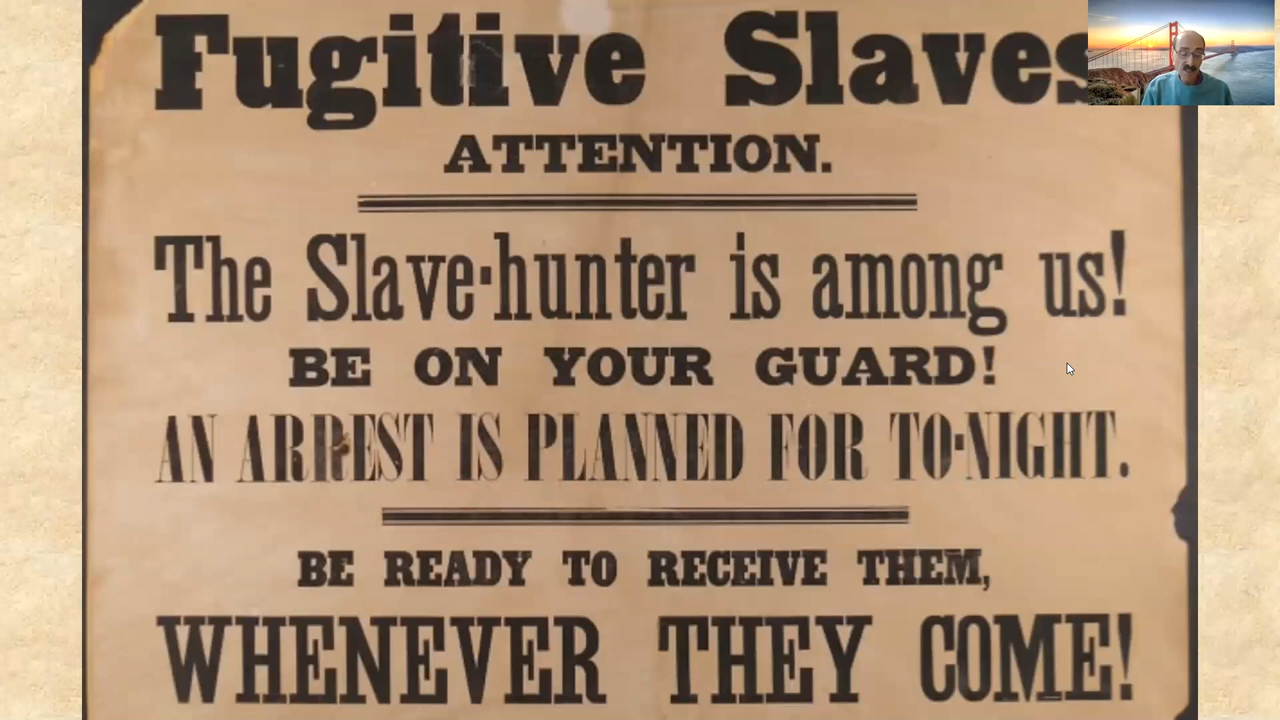 Fugitive Slaves
ATTENTION.
The Slave-hunter is among us!
BE ON YOUR GUARD!
AN ARREST IS PLANNED FOR TO-NIGHT.
BE READY TO RECEIVE THEM,
WHENEVER THEY COME!